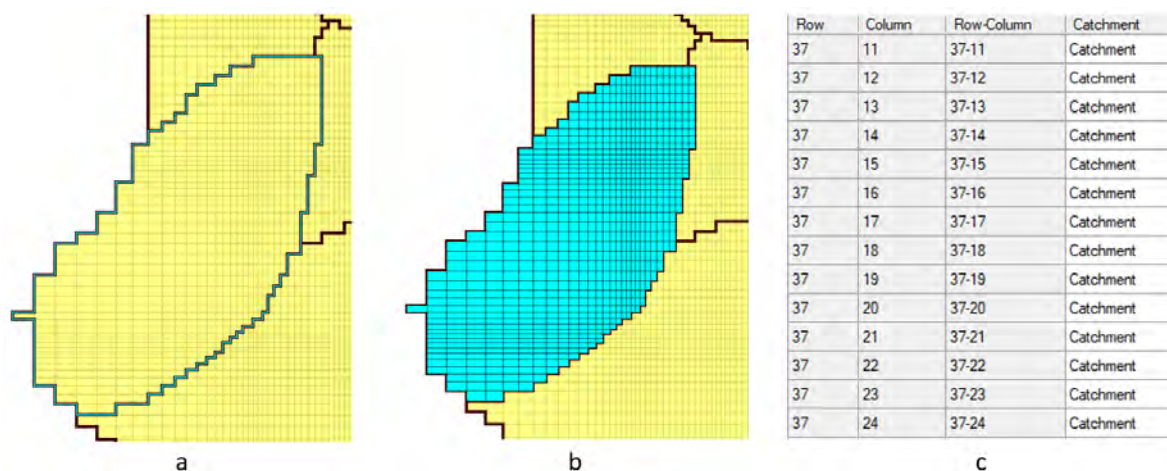 Row Column Row-Column Catchment
37 11 37-11 Catchment
37 12 37-12 Catchment
37 13 37-13 Catchment
37 14 37-14 Catchment
37 15 37-15 Catchment
37 16 37-16 Catchment
37 17 37-17 Catchment
37 18 37-18 Catchment
37 19 37-19 Catchment
37 20 37-20 Catchment
37 21 37-21 Catchment
37 22 37-22 Catchment
37 23 37-23 Catchment
37 24 37-24 Catchment
a b c